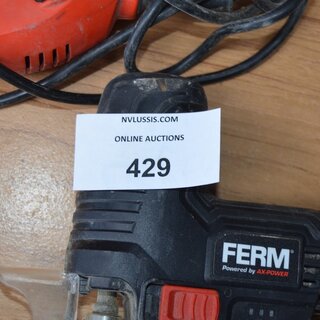 NVLUSSIS.COM
ONLINE AUCTIONS
429
FERM®
Powered by AX-POWER